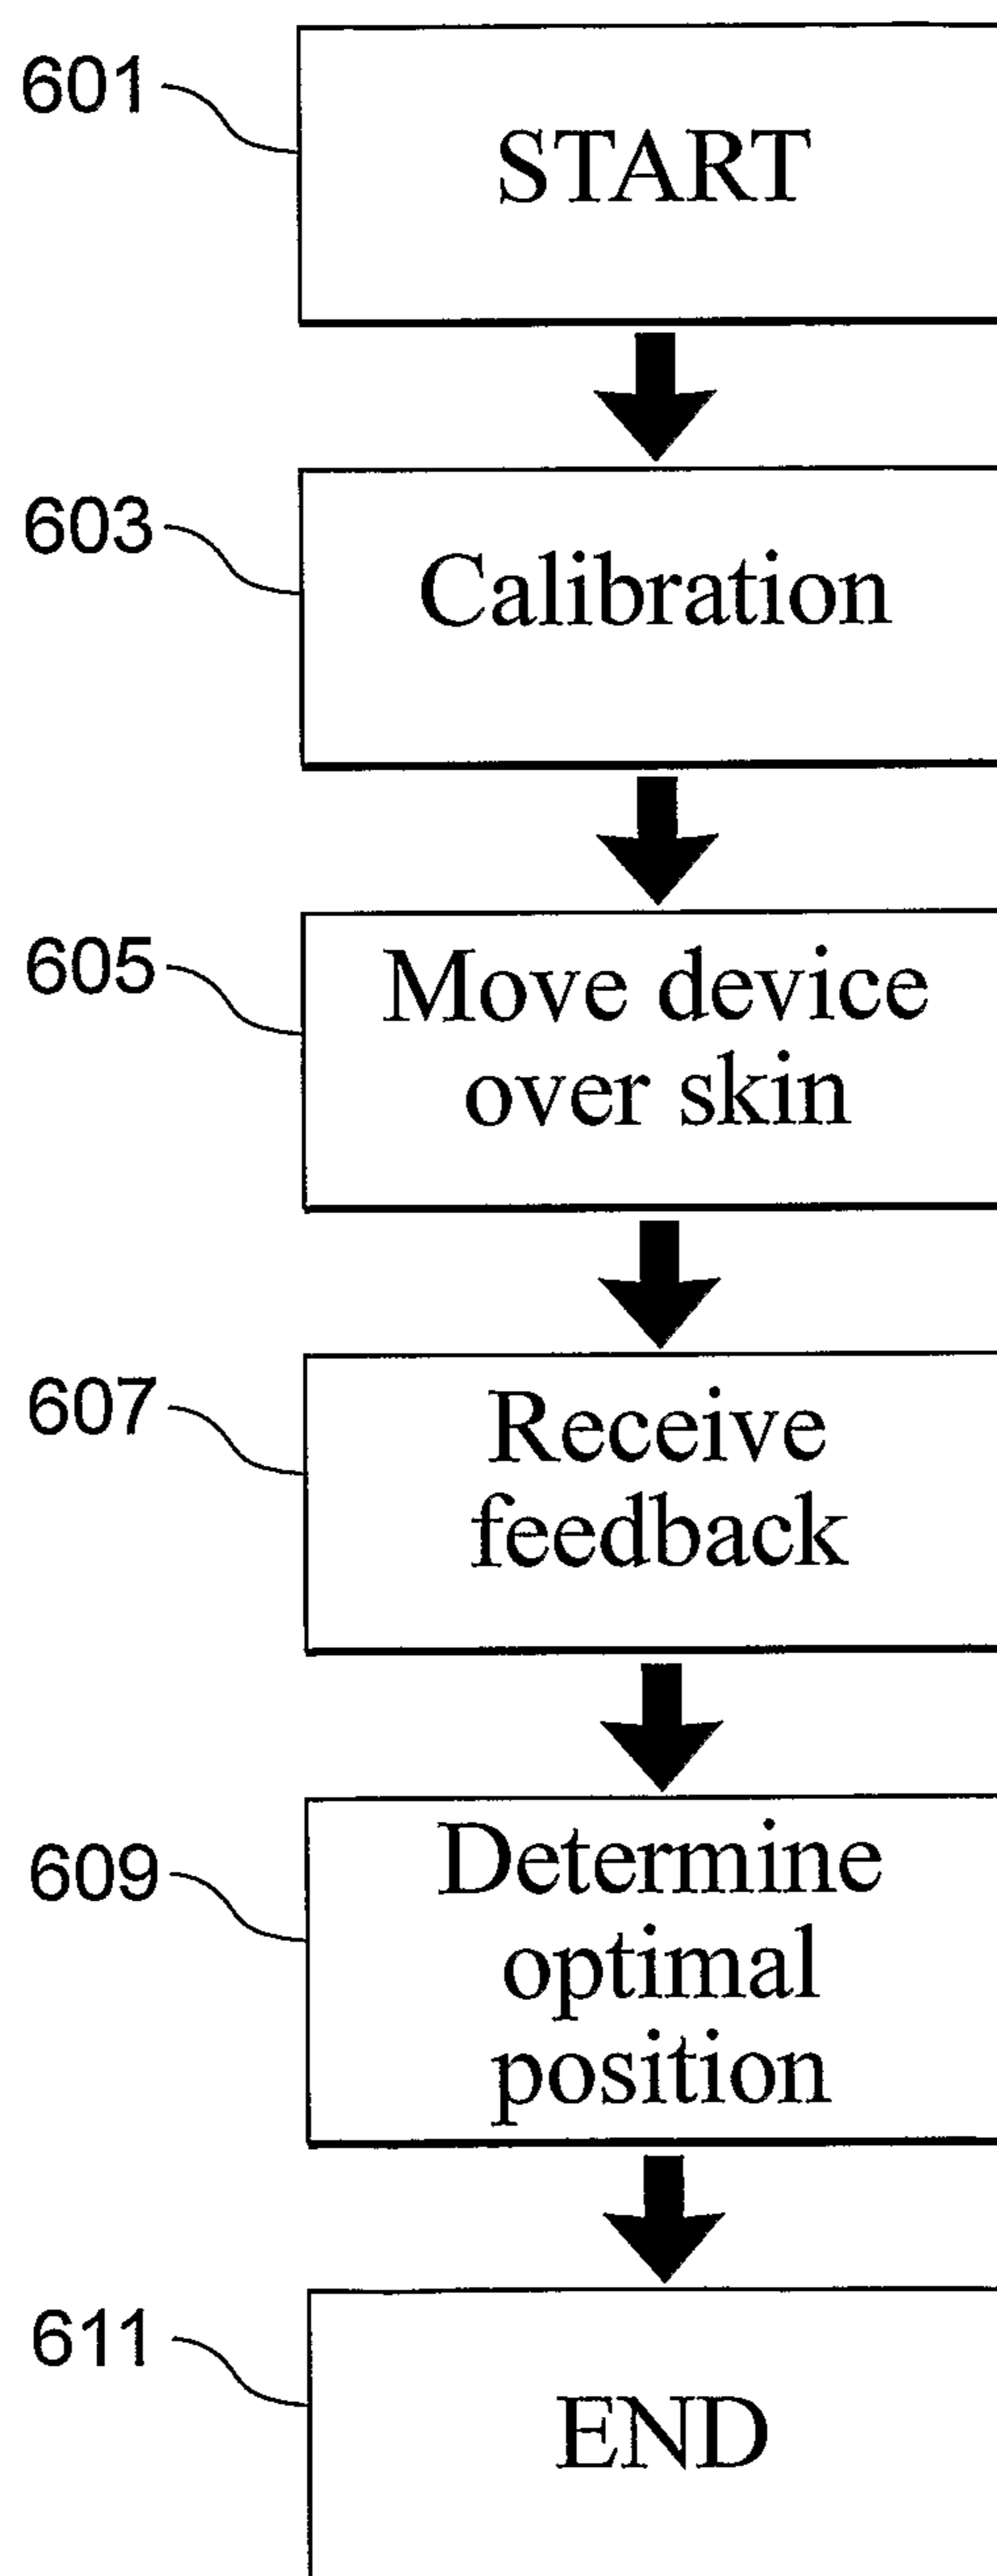 601
START
603
Calibration
605
Move device
over skin
607
Receive
feedback
609
Determine
optimal
position
611
END